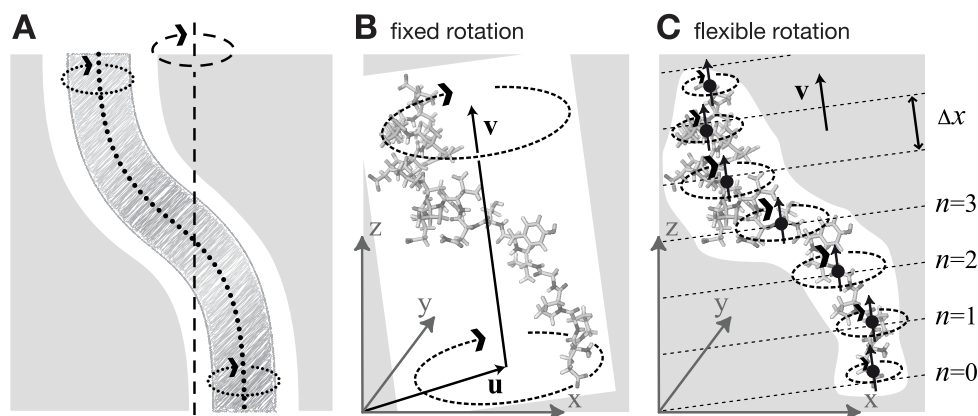 A
B fixed rotation
C flexible rotation
v
v
Δx
z
z
n=3
y
y
n=2
n=1
u
n=0
x
x